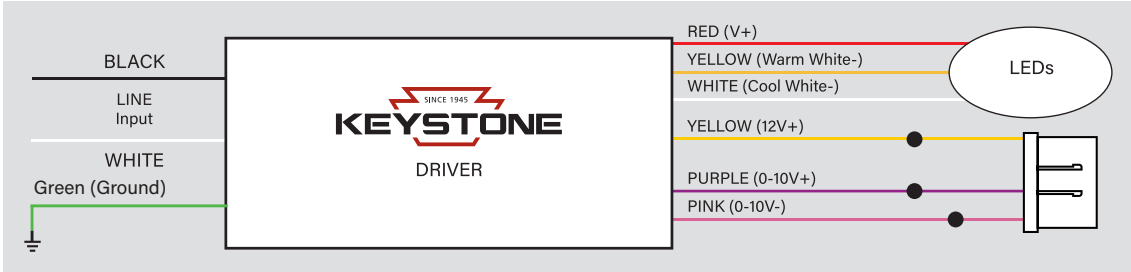 BLACK
LINE
Input
WHITE
Green (Ground)
SINCE 1945
KEYSTONE
DRIVER
RED (V+)
YELLOW (Warm White-)
WHITE (Cool White-)
YELLOW (12V+)
PURPLE (0-10V+)
PINK (0-10V-)
LEDs